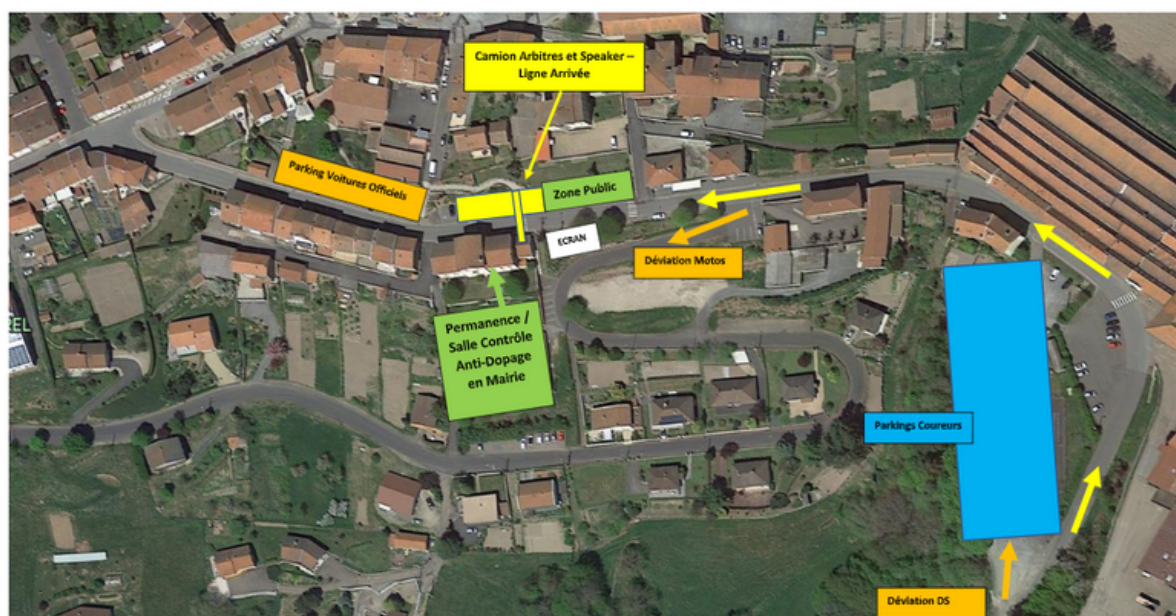 Camion Arbitres et Speaker –
Ligne Arrivée
Parking Voitures Officiels
Zone Public
ECRAN
Déviation Motos
Permanence /
Salle Contrôle
Anti-Dopage
en Mairie
Parkings Coureurs
Déviation DS
REL